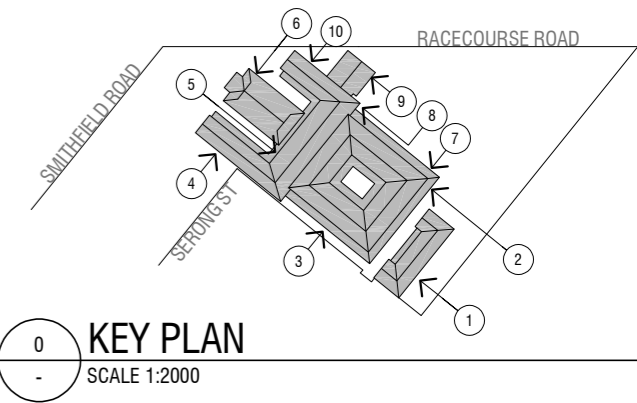 6
10
RACECOURSE ROAD
5
9
8
7
SMITHFIELD ROAD
4
SERONG ST
3
2
1
0
KEY PLAN
-
SCALE 1:2000